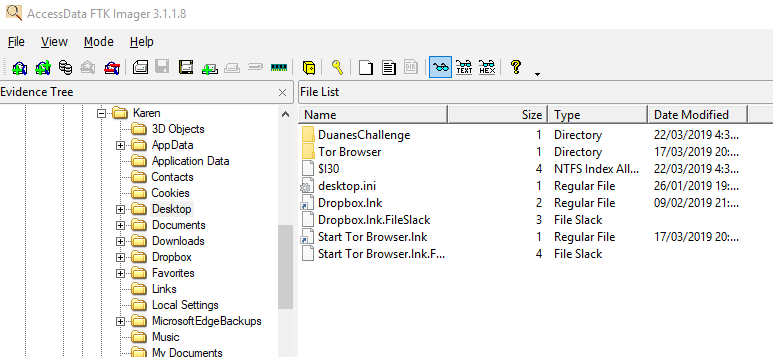 AccessData FTK Imager 3.1.1.8
File View Mode Help
TEXT HEX
Evidence Tree
Karen
3D Objects
AppData
Application Data
Contacts
Cookies
Desktop
Documents
Downloads
Dropbox
Favorites
Links
Local Settings
MicrosoftEdgeBackups
Music
My Documents
File List
Name Size Type Date Modified
DuanesChallenge 1 Directory 22/03/2019 4:3...
Tor Browser 1 Directory 17/03/2019 20:...
$I30 4 NTFS Index All... 22/03/2019 4:3...
desktop.ini 1 Regular File 26/01/2019 19:...
Dropbox.lnk 2 Regular File 09/02/2019 21:...
Dropbox.lnk.FileSlack 3 File Slack
Start Tor Browser.lnk 1 Regular File 17/03/2019 20:...
Start Tor Browser.lnk.F... 4 File Slack